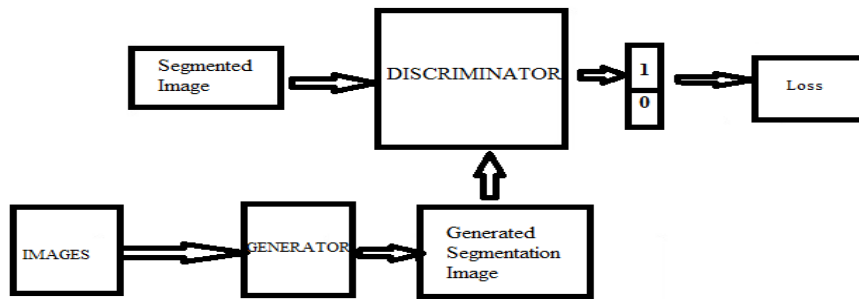 Segmented
Image
DISCRIMINATOR
1
0
Loss
IMAGES
GENERATOR
Generated
Segmentation
Image